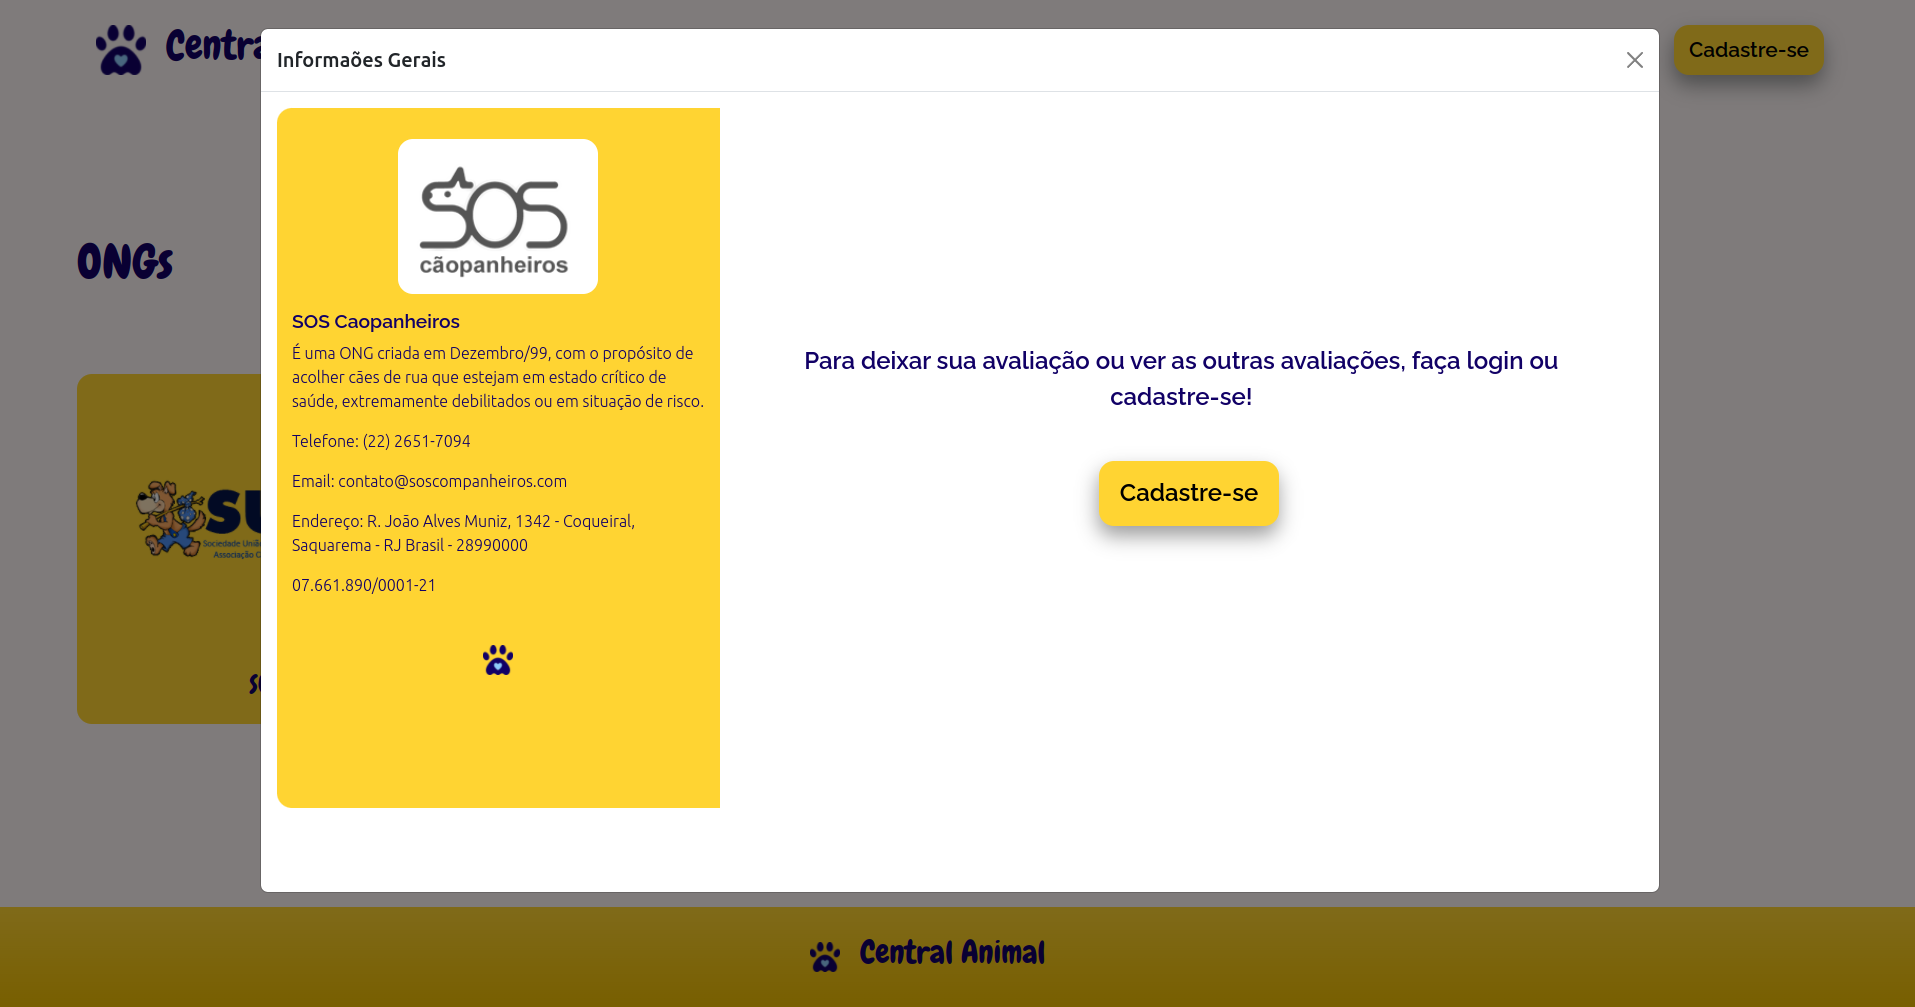 Centra
Cadastre-se
Informaões Gerais
ONGs
SOS
cãopanheiros
SOS Caopanheiros
É uma ONG criada em Dezembro/99, com o propósito de
acolher cães de rua que estejam em estado crítico de
saúde, extremamente debilitados ou em situação de risco.
Telefone: (22) 2651-7094
Email: contato@soscompanheiros.com
Endereço: R. João Alves Muniz, 1342 - Coqueiral,
Saquarema - RJ Brasil - 28990000
07.661.890/0001-21
Para deixar sua avaliação ou ver as outras avaliações, faça login ou
cadastre-se!
Cadastre-se
SU
Sociedade União
Associação
Central Animal